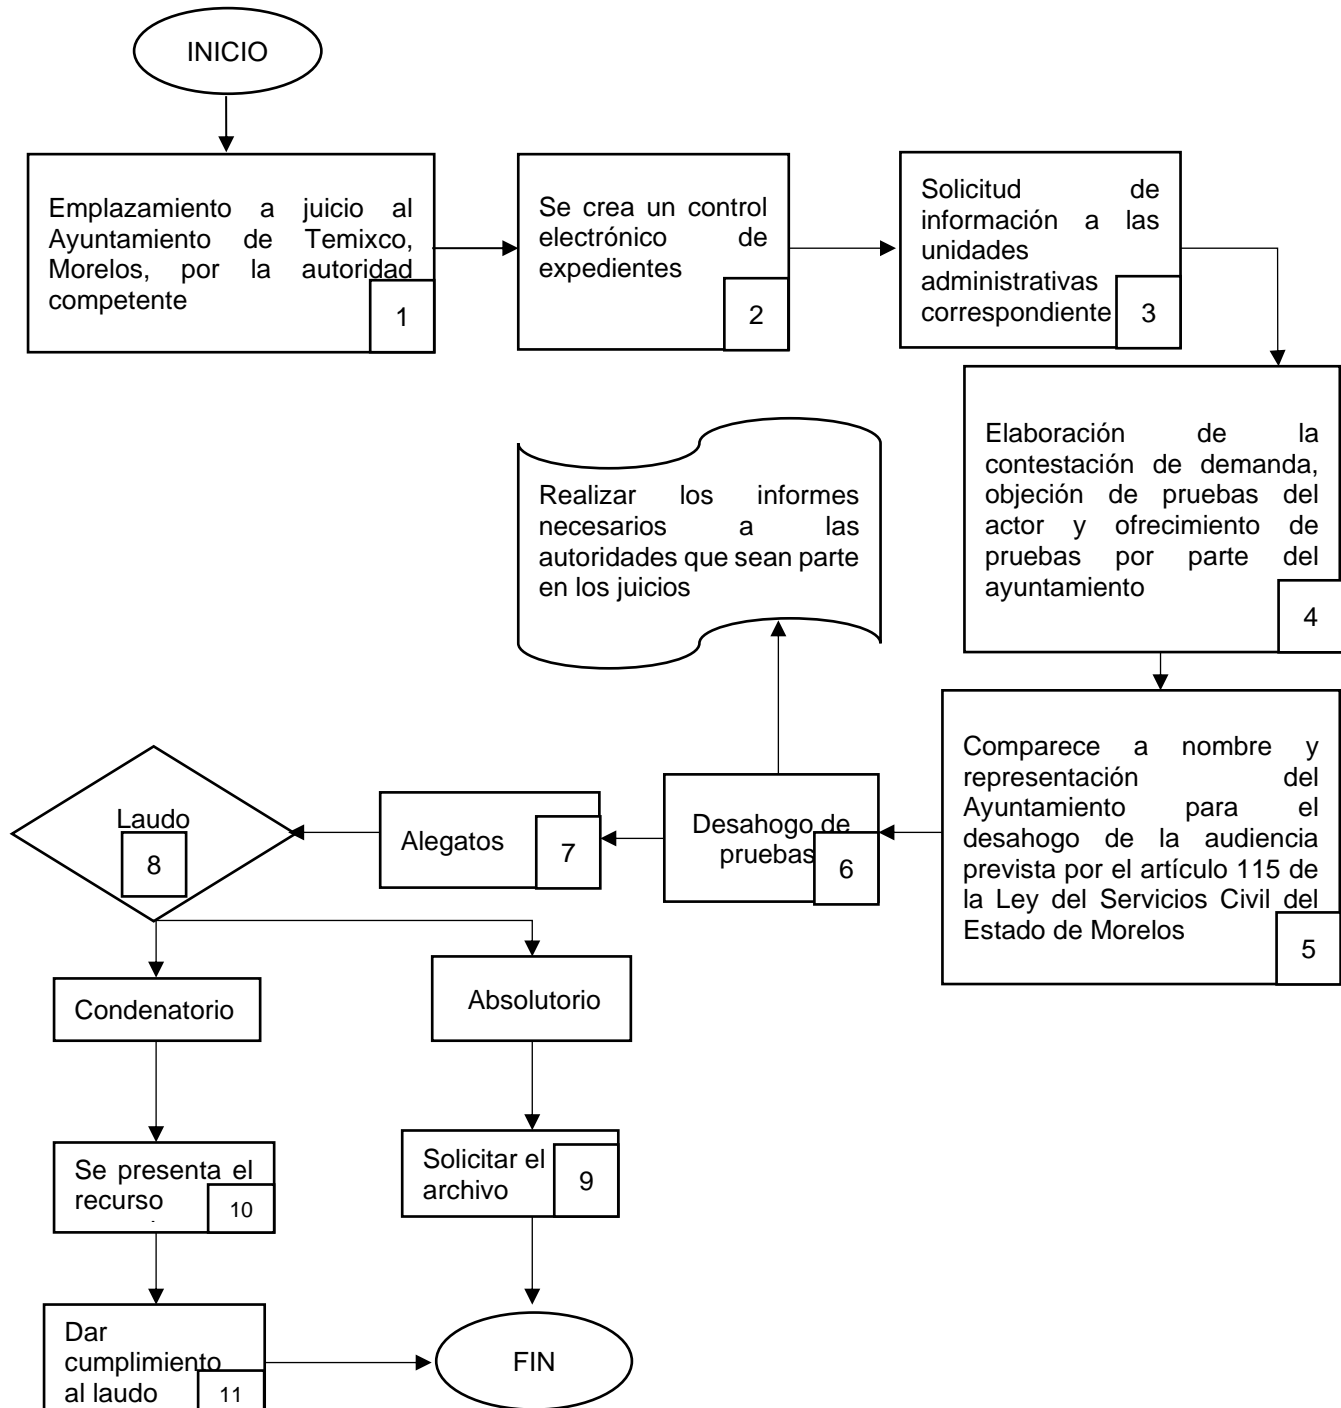 INICIO
Emplazamiento a juicio al
Ayuntamiento de Temixco,
Morelos, por la autoridad
competente
1
Se crea un control
electrónico de
expedientes
2
Solicitud de
información a las
unidades
administrativas
correspondiente
3
Elaboración de la
contestación de demanda,
objeción de pruebas del
actor y ofrecimiento de
pruebas por parte del
ayuntamiento
4
Realizar los informes
necesarios a las
autoridades que sean parte
en los juicios
Comparece a nombre y
representación del
Ayuntamiento para el
desahogo de la audiencia
prevista por el artículo 115 de
la Ley del Servicios Civil del
Estado de Morelos
5
Desahogo de
pruebas
6
Alegatos
7
Laudo
8
Condenatorio
Absolutorio
Se presenta el
recurso
10
Solicitar el
archivo
9
Dar
cumplimiento
al laudo
11
FIN